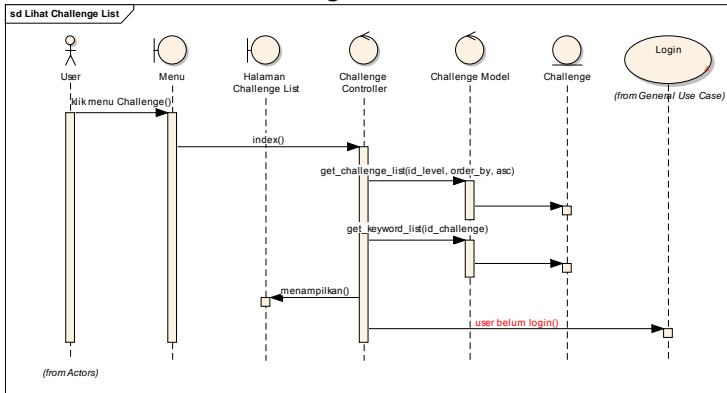 sd Lihat Challenge List
User
Menu
Halaman
Challenge List
Challenge
Controller
Challenge Model
Challenge
Login
(from General Use Case)
klik menu Challenge()
index()
get_challenge_list(id_level, order_by, asc)
get_keyword_list(id_challenge)
menampilkan()
user belum login()
(from Actors)